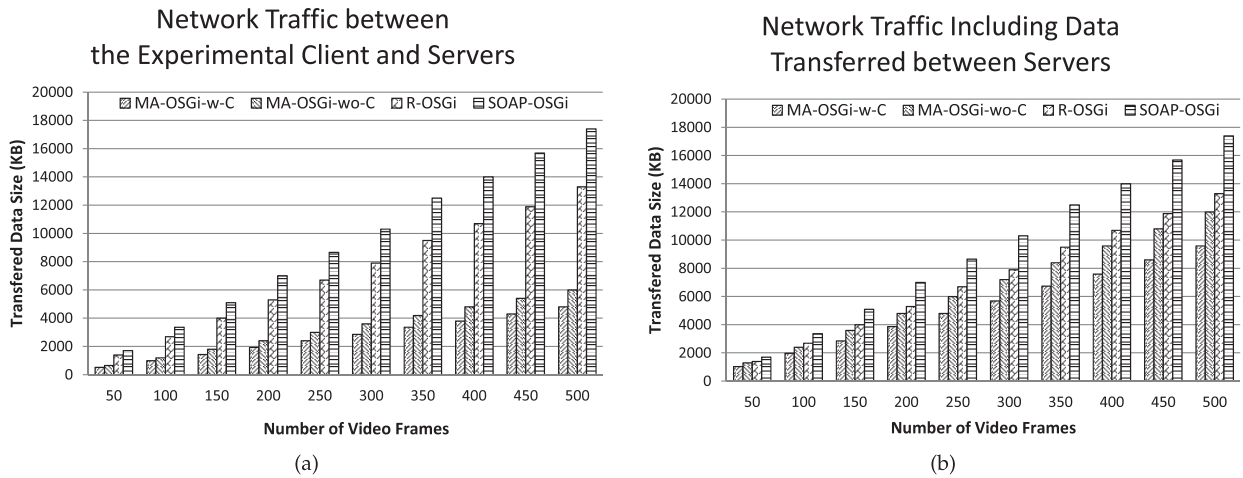 Network Traffic between
the Experimental Client and Servers
20000
18000
16000
14000
12000
10000
8000
6000
4000
2000
0
Transfered Data Size (KB)
MA-OSGi-w-C MA-OSGi-wo-C R-OSGi SOAP-OSGi
50 100 150 200 250 300 350 400 450 500
Number of Video Frames
(a)
Network Traffic Including Data
Transferred between Servers
20000
18000
16000
14000
12000
10000
8000
6000
4000
2000
0
Transfered Data Size (KB)
MA-OSGi-w-C MA-OSGi-wo-C R-OSGi SOAP-OSGi
50 100 150 200 250 300 350 400 450 500
Number of Video Frames
(b)